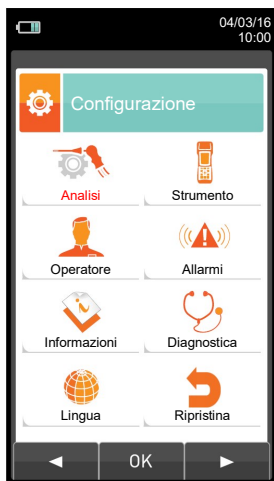 04/03/16
10:00
Configurazione
Analisi
Strumento
Operatore
Allarmi
Informazioni
Diagnostica
Lingua
Ripristina
OK